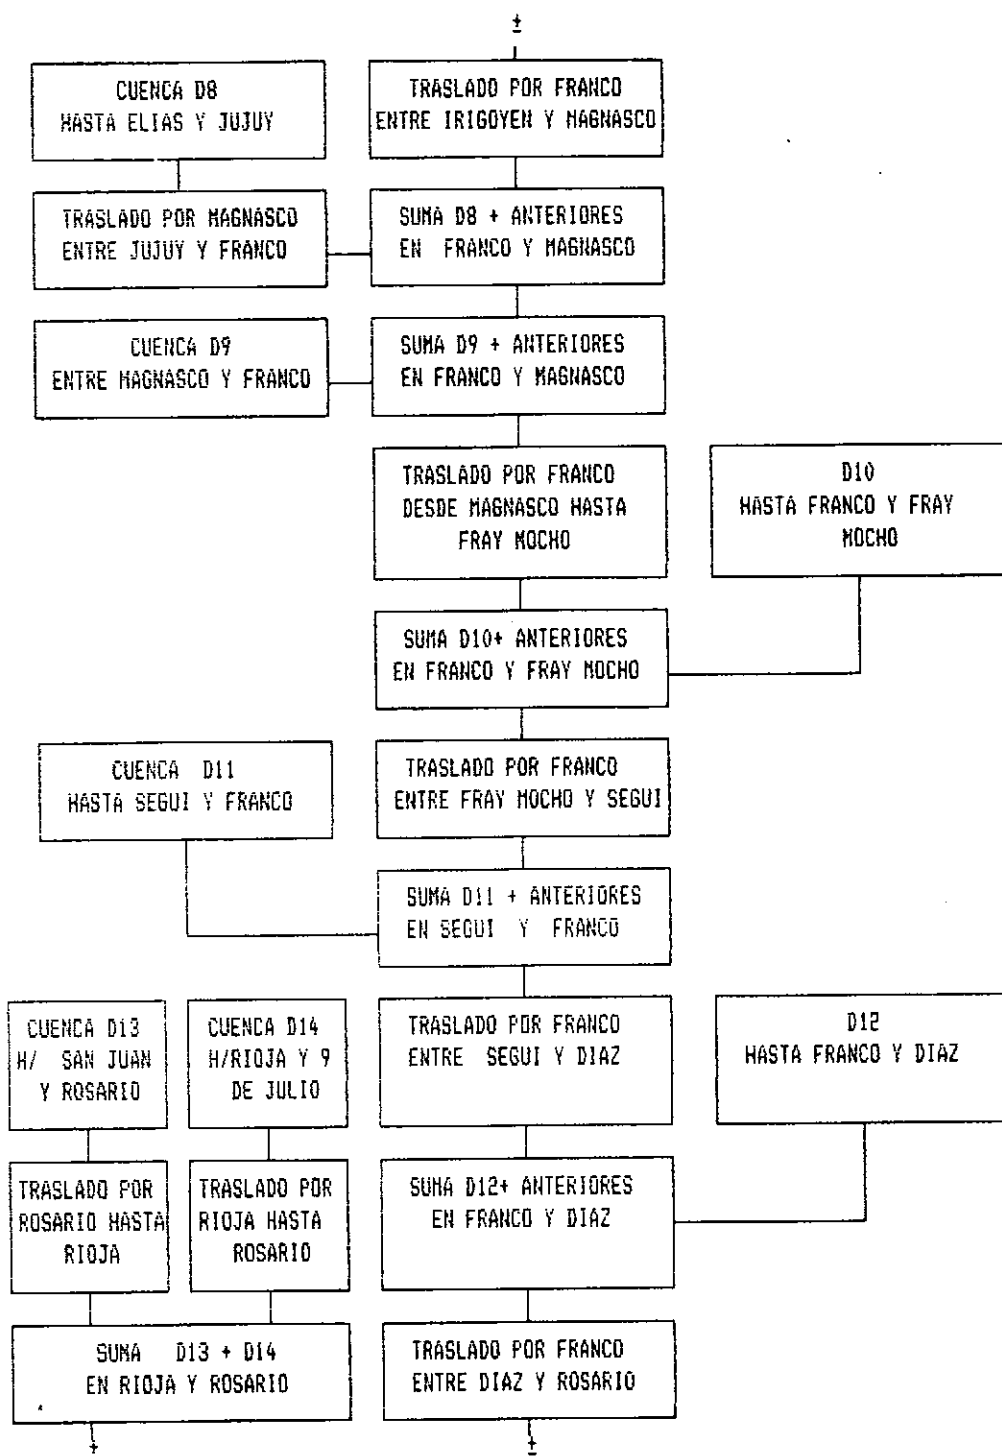 ±
CUENCA D8
HASTA ELIAS Y JUJUY
TRASLADO POR FRANCO
ENTRE IRIGOYEN Y MAGNASCO
TRASLADO POR MAGNASCO
ENTRE JUJUY Y FRANCO
SUMA D8 + ANTERIORES
EN FRANCO Y MAGNASCO
CUENCA D9
ENTRE MAGNASCO Y FRANCO
SUMA D9 + ANTERIORES
EN FRANCO Y MAGNASCO
TRASLADO POR FRANCO
DESDE MAGNASCO HASTA
FRAY MOCHO
D10
HASTA FRANCO Y FRAY
MOCHO
SUMA D10+ ANTERIORES
EN FRANCO Y FRAY MOCHO
CUENCA D11
HASTA SEGUI Y FRANCO
TRASLADO POR FRANCO
ENTRE FRAY MOCHO Y SEGUI
SUMA D11 + ANTERIORES
EN SEGUI Y FRANCO
CUENCA D13
H/ SAN JUAN
Y ROSARIO
CUENCA D14
H/RIOJA Y 9
DE JULIO
TRASLADO POR FRANCO
ENTRE SEGUI Y DIAZ
D12
HASTA FRANCO Y DIAZ
TRASLADO POR
ROSARIO HASTA
RIOJA
TRASLADO POR
RIOJA HASTA
ROSARIO
SUMA D12+ ANTERIORES
EN FRANCO Y DIAZ
SUMA D13 + D14
EN RIOJA Y ROSARIO
TRASLADO POR FRANCO
ENTRE DIAZ Y ROSARIO
+
±